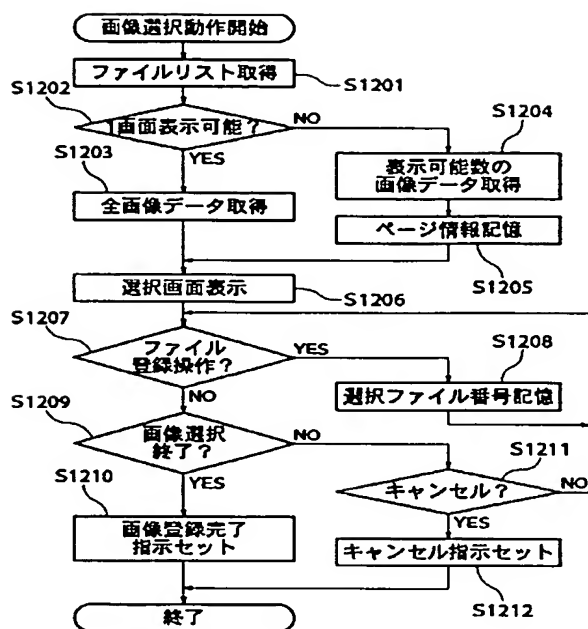 画像選択動作開始
ファイルリスト取得
S1201
S1202
1画面表示可能？
NO
S1204
S1203
YES
表示可能数の
画像データ取得
全画像データ取得
ページ情報記憶
S1205
選択画面表示
S1206
S1207
ファイル
登録操作？
YES
S1208
選択ファイル番号記憶
NO
S1209
画像選択
終了？
NO
S1211
キャンセル？
NO
YES
S1210
YES
画像登録完了
指示セット
キャンセル指示セット
S1212
終了